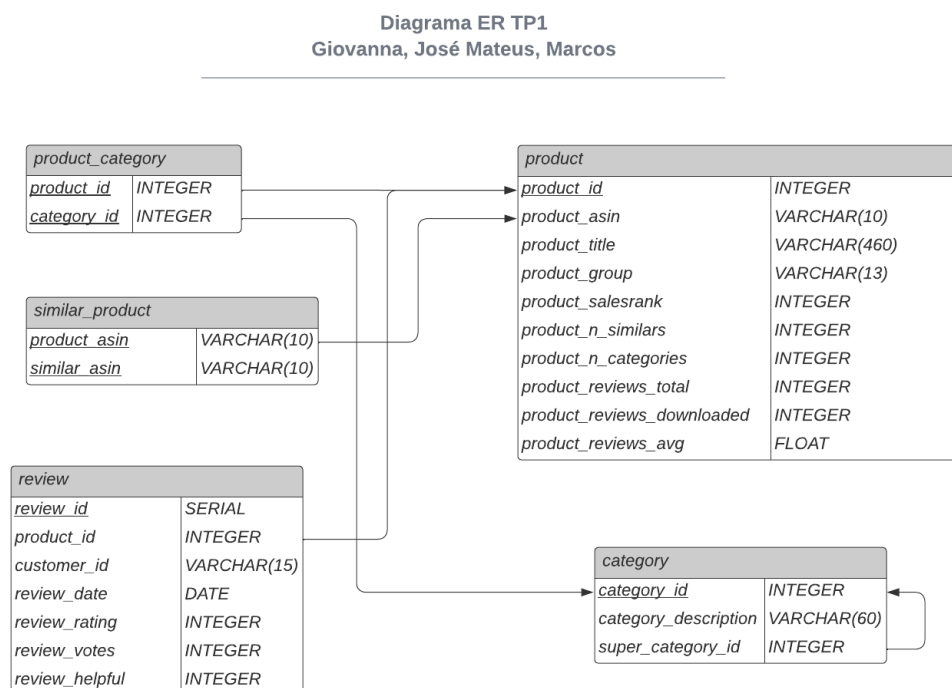 Diagrama ER TP1
Giovanna, José Mateus, Marcos
product_category
product_id INTEGER
category_id INTEGER
product
product_id INTEGER
product_asin VARCHAR(10)
product_title VARCHAR(460)
product_group VARCHAR(13)
product_salesrank INTEGER
product_n_similars INTEGER
product_n_categories INTEGER
product_reviews_total INTEGER
product_reviews_downloaded INTEGER
product_reviews_avg FLOAT
similar_product
product_asin VARCHAR(10)
similar_asin VARCHAR(10)
review
review_id SERIAL
product_id INTEGER
customer_id VARCHAR(15)
review_date DATE
review_rating INTEGER
review_votes INTEGER
review_helpful INTEGER
category
category_id INTEGER
category_description VARCHAR(60)
super_category_id INTEGER